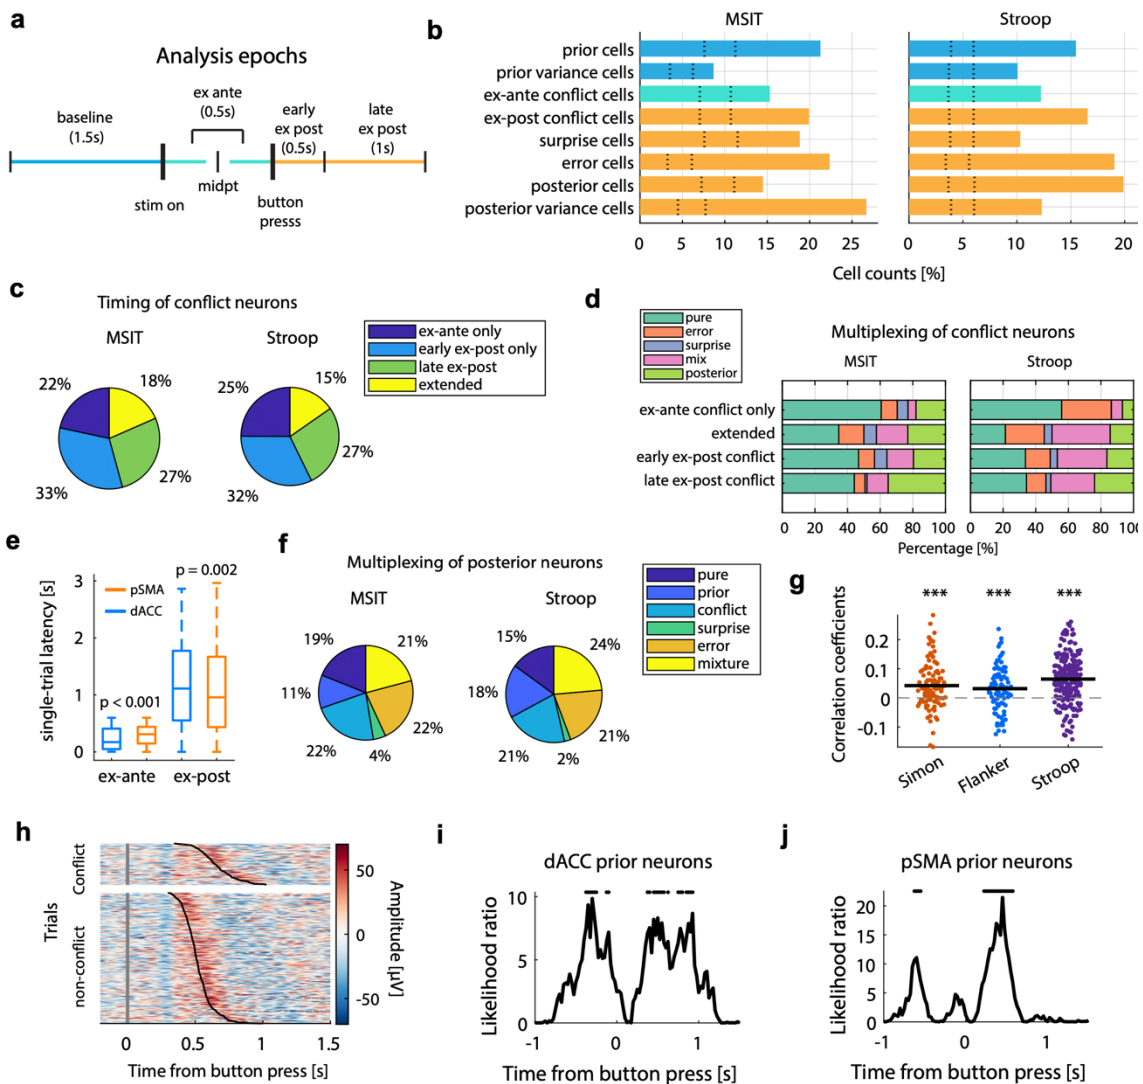 a
Analysis epochs
baseline
(1.5s)
ex ante
(0.5s)
early
ex post
(0.5s)
late
ex post
(1s)
stim on
midpt
button
presss
b
MSIT
Stroop
prior cells
prior variance cells
ex-ante conflict cells
ex-post conflict cells
surprise cells
error cells
posterior cells
posterior variance cells
0 5 10 15 20 25
0 5 10 15 20
Cell counts [%]
c
Timing of conflict neurons
MSIT
Stroop
ex-ante only
early ex-post only
late ex-post
extended
22%
18%
27%
33%
25%
15%
27%
32%
d
pure
error
surprise
mix
posterior
Multiplexing of conflict neurons
MSIT
Stroop
ex-ante conflict only
extended
early ex-post conflict
late ex-post conflict
0 20 40 60 80 100
0 20 40 60 80 100
Percentage [%]
e
single-trial latency [s]
3
2
1
0
pSMA
dACC
p < 0.001
p = 0.002
ex-ante
ex-post
f
Multiplexing of posterior neurons
MSIT
Stroop
pure
prior
conflict
surprise
error
mixture
19%
21%
11%
22%
22%
4%
15%
24%
18%
21%
21%
2%
g
Correlation coefficients
*** *** ***
0.2
0.1
0
-0.1
Simon
Flanker
Stroop
h
Trials
Conflict
non-conflict
0 0.5 1 1.5
Time from button press [s]
50
0
-50
Amplitude [µV]
i
dACC prior neurons
Likelihood ratio
10
5
0
-1 0 1
Time from button press [s]
j
pSMA prior neurons
Likelihood ratio
20
15
10
5
0
-1 0 1
Time from button press [s]